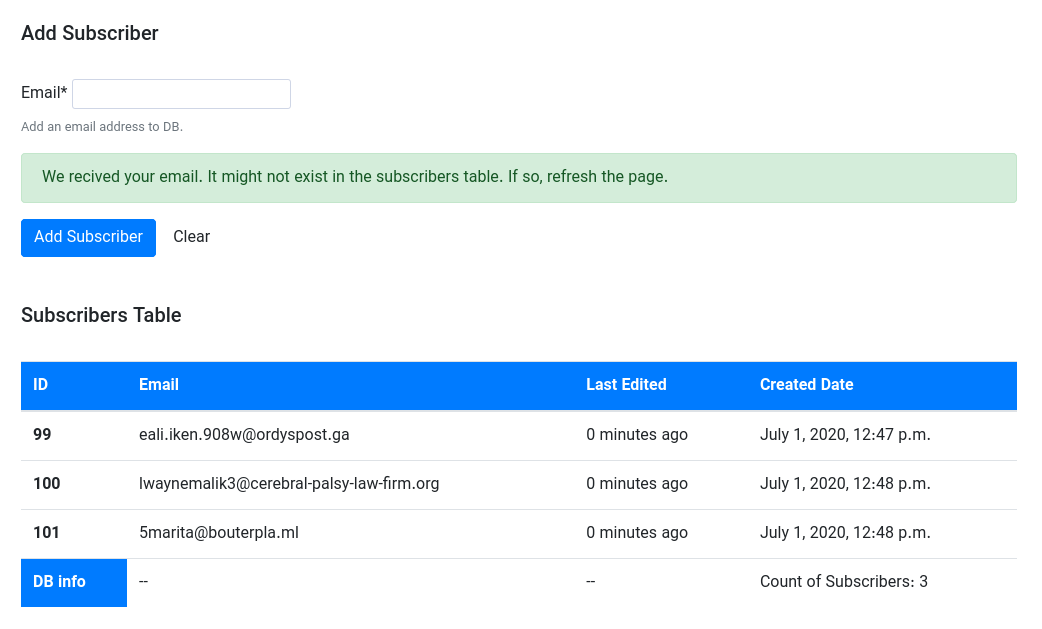 Add Subscriber
Email*
Add an email address to DB.
We recived your email. It might not exist in the subscribers table. If so, refresh the page.
Add Subscriber Clear
Subscribers Table
ID Email Last Edited Created Date
99 eali.iken.908w@ordyspost.ga 0 minutes ago July 1, 2020, 12:47 p.m.
100 lwaynemalik3@cerebral-palsy-law-firm.org 0 minutes ago July 1, 2020, 12:48 p.m.
101 5marita@bouterpla.ml 0 minutes ago July 1, 2020, 12:48 p.m.
DB info -- -- Count of Subscribers: 3